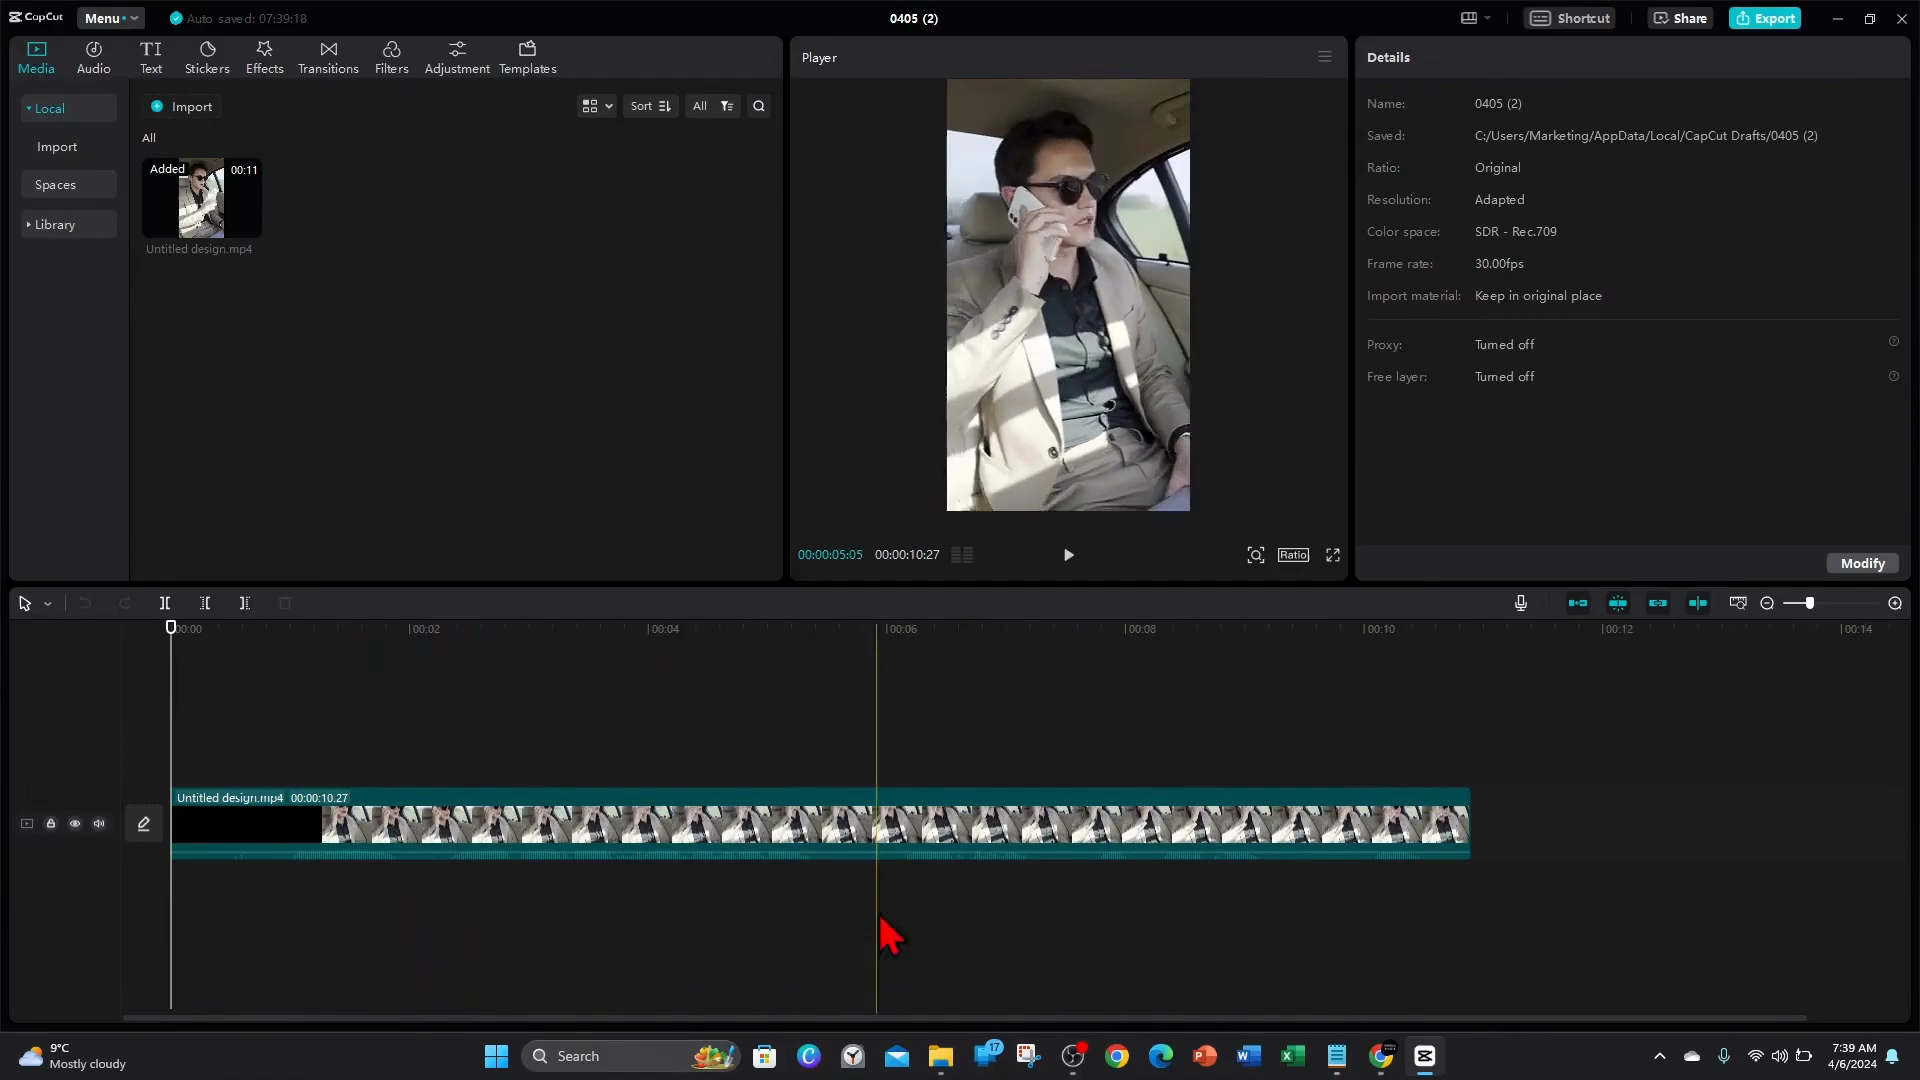 CapCut
Menu
Auto saved: 07:39:18
0405 (2)
Shortcut
Share
Export
Media
Audio
Text
Stickers
Effects
Transitions
Filters
Adjustment
Templates
Local
Import
Spaces
Library
Import
Sort
All
All
Added
00:11
Untitled design.mp4
Player
00:00:05:05
00:00:10:27
Ratio
Details
Name: 0405 (2)
Saved: C:/Users/Marketing/AppData/Local/CapCut Drafts/0405 (2)
Ratio: Original
Resolution: Adapted
Color space: SDR - Rec.709
Frame rate: 30.00fps
Import material: Keep in original place
Proxy: Turned off
Free layer: Turned off
Modify
00:00
00:02
00:04
00:06
00:08
00:10
00:12
00:14
Untitled design.mp4 00:00:10:27
9°C
Mostly cloudy
Search
17
7:39 AM
4/6/2024